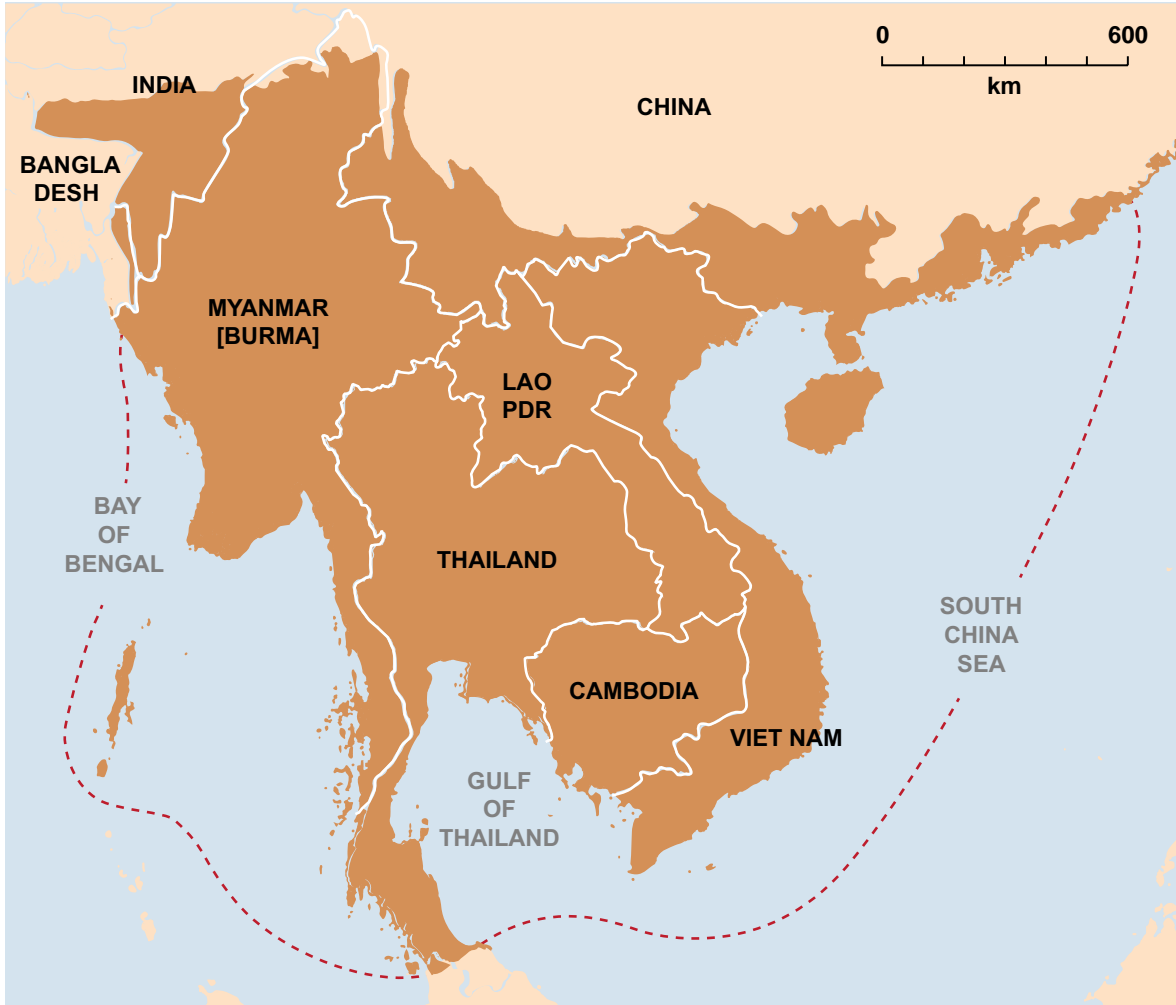 0 600
km
INDIA
CHINA
BANGLA
DESH
MYANMAR
[BURMA]
LAO
PDR
BAY
OF
BENGAL
THAILAND
SOUTH
CHINA
SEA
CAMBODIA
VIET NAM
GULF
OF
THAILAND